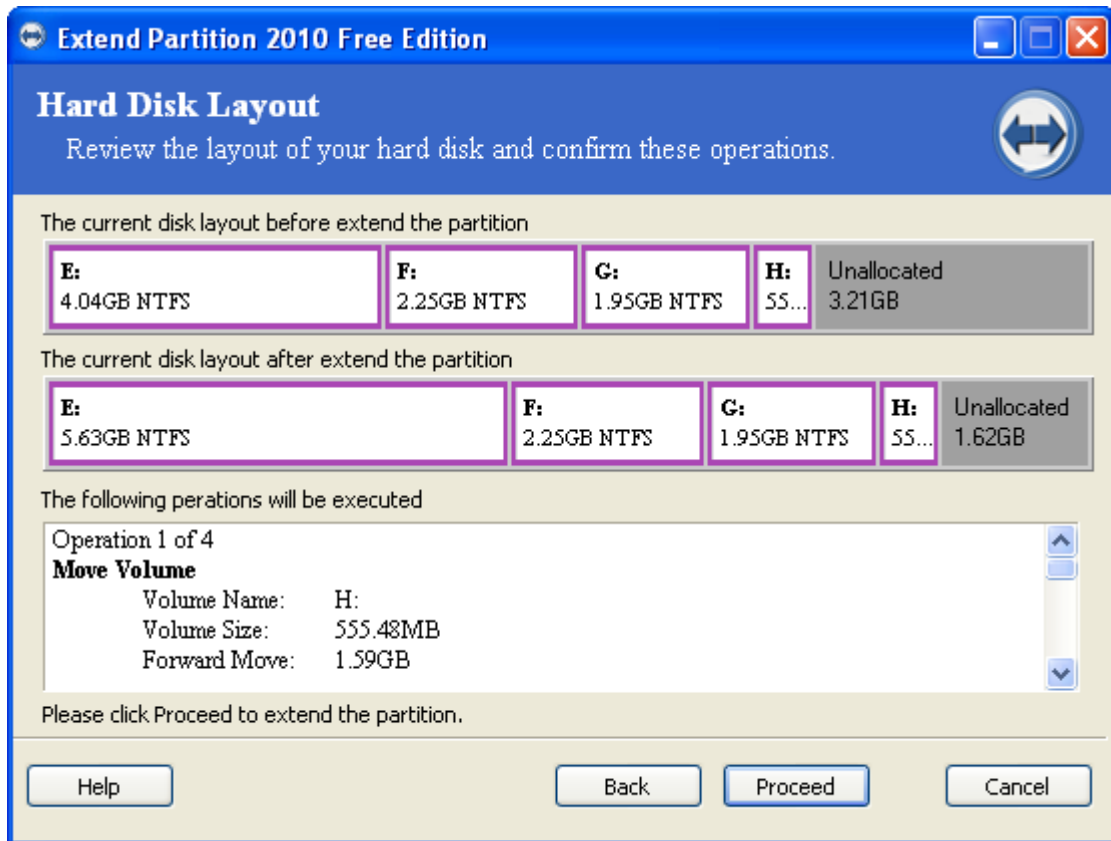 Extend Partition 2010 Free Edition
Hard Disk Layout
Review the layout of your hard disk and confirm these operations.
The current disk layout before extend the partition
E: F: G: H: Unallocated
4.04GB NTFS 2.25GB NTFS 1.95GB NTFS 55... 3.21GB
The current disk layout after extend the partition
E: F: G: H: Unallocated
5.63GB NTFS 2.25GB NTFS 1.95GB NTFS 55... 1.62GB
The following perations will be executed
Operation 1 of 4
Move Volume
Volume Name: H:
Volume Size: 555.48MB
Forward Move: 1.59GB
Please click Proceed to extend the partition.
Help Back Proceed Cancel